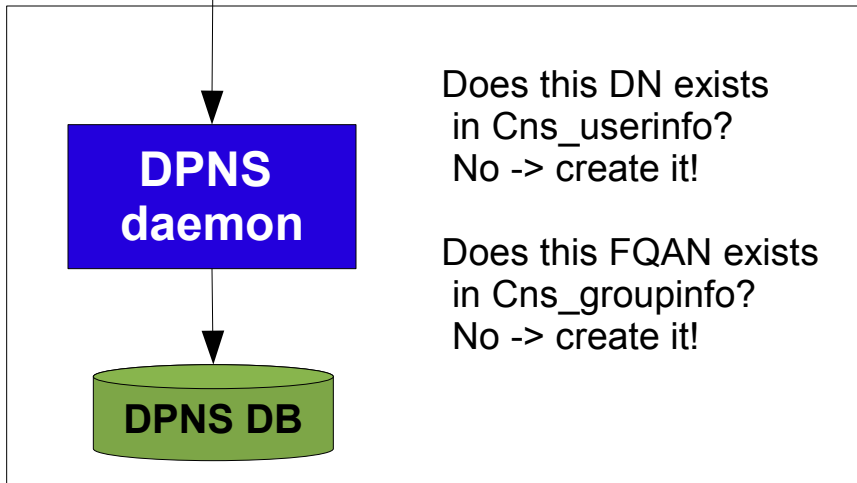 DPNS
daemon
DPNS DB
Does this DN exists
in Cns_userinfo?
No -> create it!
Does this FQAN exists
in Cns_groupinfo?
No -> create it!